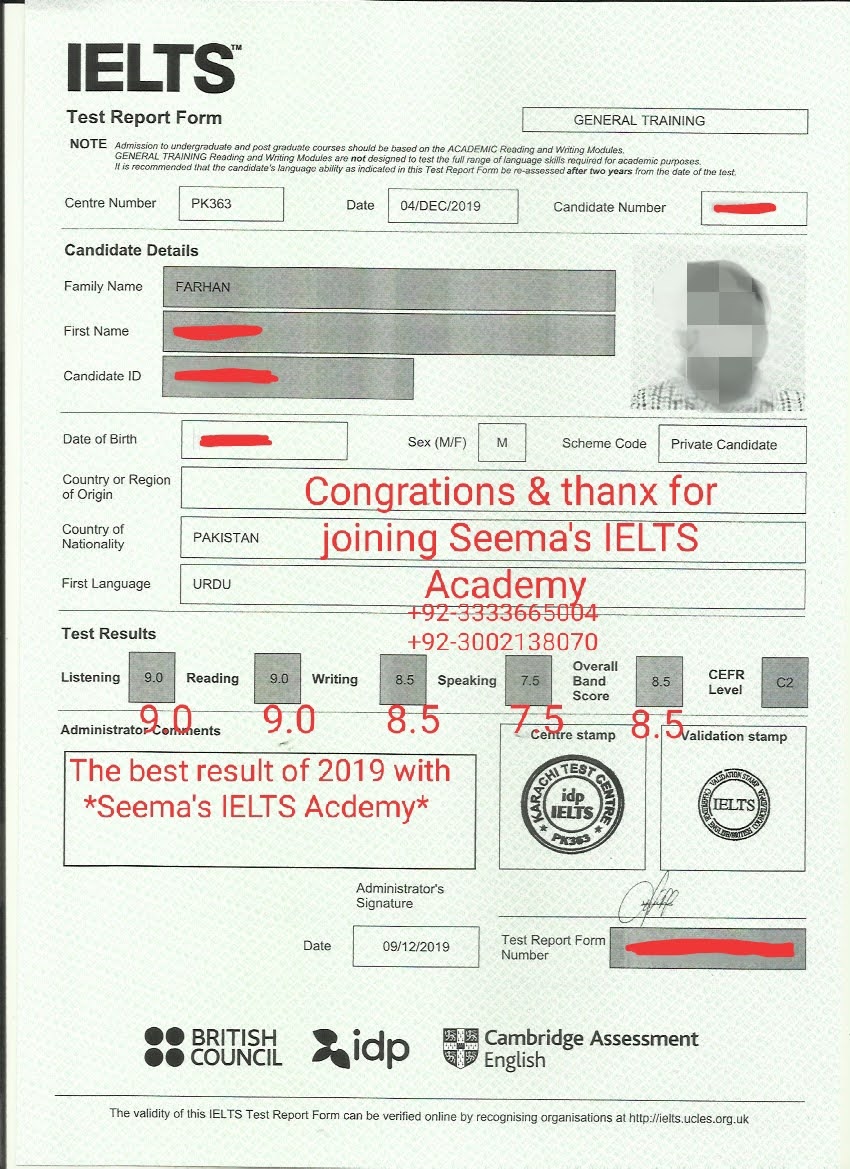 IELTS™
Test Report Form
GENERAL TRAINING
NOTE Admission to undergraduate and post graduate courses should be based on the ACADEMIC Reading and Writing Modules.
GENERAL TRAINING Reading and Writing Modules are not designed to test the full range of language skills required for academic purposes.
It is recommended that the candidate's language ability as indicated in this Test Report Form be re-assessed after two years from the date of the test.
Centre Number PK363 Date 04/DEC/2019 Candidate Number
Candidate Details
Family Name FARHAN
First Name
Candidate ID
Date of Birth Sex (M/F) M Scheme Code Private Candidate
Country or Region
of Origin
Congrations & thanx for
Country of
Nationality
PAKISTAN
joining Seema's IELTS
First Language URDU
Academy
+92-3333665004
+92-3002138070
Test Results
Listening 9.0 Reading 9.0 Writing 8.5 Speaking 7.5 Overall Band Score 8.5 CEFR Level C2
9.0 9.0 8.5 7.5 8.5
Administrator Comments
Centre stamp
Validation stamp
The best result of 2019 with
*Seema's IELTS Acdemy*
KARACHI TEST CENTRE
idp
IELTS
PK363
VALIDATION STAMP
IELTS
Administrator's
Signature
Date 09/12/2019
Test Report Form
Number
BRITISH
COUNCIL
idp
Cambridge Assessment
English
The validity of this IELTS Test Report Form can be verified online by recognising organisations at http://ielts.ucles.org.uk